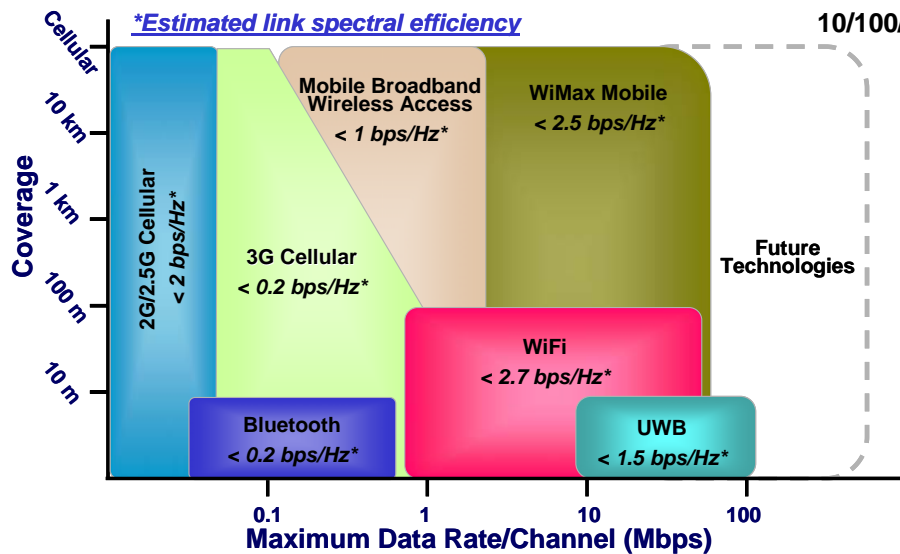 *Estimated link spectral efficiency
10/100/
Cellular
10 km
1 km
100 m
10 m
Coverage
2G/2.5G Cellular
< 2 bps/Hz*
3G Cellular
< 0.2 bps/Hz*
Mobile Broadband
Wireless Access
< 1 bps/Hz*
WiMax Mobile
< 2.5 bps/Hz*
Future
Technologies
WiFi
< 2.7 bps/Hz*
Bluetooth
< 0.2 bps/Hz*
UWB
< 1.5 bps/Hz*
0.1
1
10
100
Maximum Data Rate/Channel (Mbps)